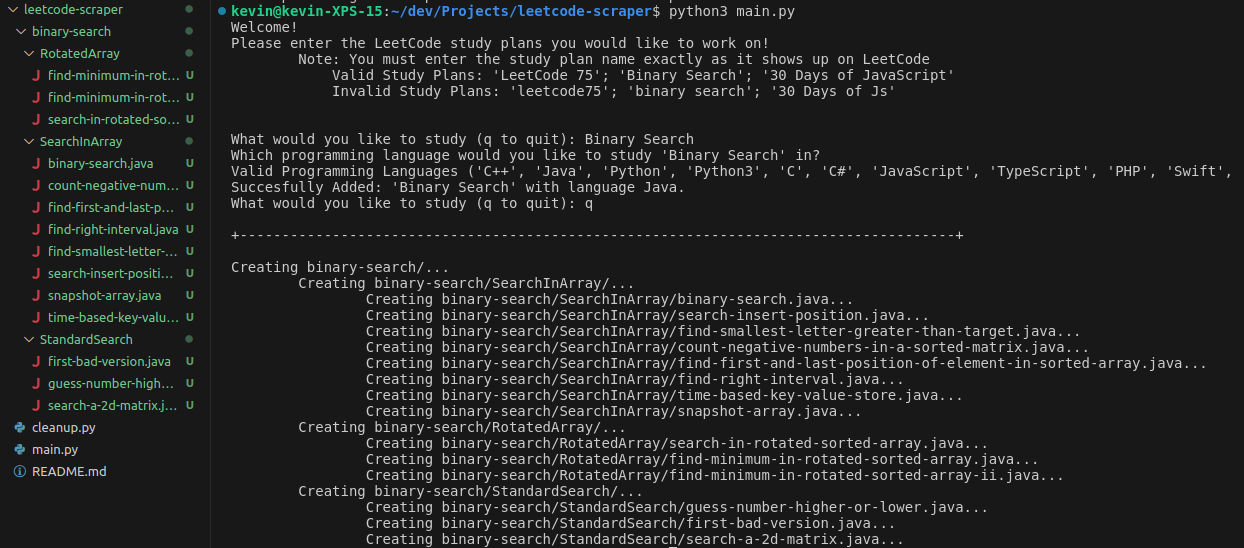 leetcode-scraper
binary-search
RotatedArray
find-minimum-in-rot... U
find-minimum-in-rot... U
search-in-rotated-so... U
SearchInArray
binary-search.java U
count-negative-num... U
find-first-and-last-p... U
find-right-interval.java U
find-smallest-letter-... U
search-insert-positi... U
snapshot-array.java U
time-based-key-valu... U
StandardSearch
first-bad-version.java U
guess-number-high... U
search-a-2d-matrix.j... U
cleanup.py
main.py
README.md
kevin@kevin-XPS-15:~/dev/Projects/leetcode-scraper$ python3 main.py
Welcome!
Please enter the LeetCode study plans you would like to work on!
Note: You must enter the study plan name exactly as it shows up on LeetCode
Valid Study Plans: 'LeetCode 75'; 'Binary Search'; '30 Days of JavaScript'
Invalid Study Plans: 'leetcode75'; 'binary search'; '30 Days of Js'
What would you like to study (q to quit): Binary Search
Which programming language would you like to study 'Binary Search' in?
Valid Programming Languages ('C++', 'Java', 'Python', 'Python3', 'C', 'C#', 'JavaScript', 'TypeScript', 'PHP', 'Swift',
Succesfully Added: 'Binary Search' with language Java.
What would you like to study (q to quit): q
+-------------------------------------------------------------------------------------+
Creating binary-search/...
Creating binary-search/SearchInArray/...
Creating binary-search/SearchInArray/binary-search.java...
Creating binary-search/SearchInArray/search-insert-position.java...
Creating binary-search/SearchInArray/find-smallest-letter-greater-than-target.java...
Creating binary-search/SearchInArray/count-negative-numbers-in-a-sorted-matrix.java...
Creating binary-search/SearchInArray/find-first-and-last-position-of-element-in-sorted-array.java...
Creating binary-search/SearchInArray/find-right-interval.java...
Creating binary-search/SearchInArray/time-based-key-value-store.java...
Creating binary-search/SearchInArray/snapshot-array.java...
Creating binary-search/RotatedArray/...
Creating binary-search/RotatedArray/search-in-rotated-sorted-array.java...
Creating binary-search/RotatedArray/find-minimum-in-rotated-sorted-array.java...
Creating binary-search/RotatedArray/find-minimum-in-rotated-sorted-array-ii.java...
Creating binary-search/StandardSearch/...
Creating binary-search/StandardSearch/guess-number-higher-or-lower.java...
Creating binary-search/StandardSearch/first-bad-version.java...
Creating binary-search/StandardSearch/search-a-2d-matrix.java...